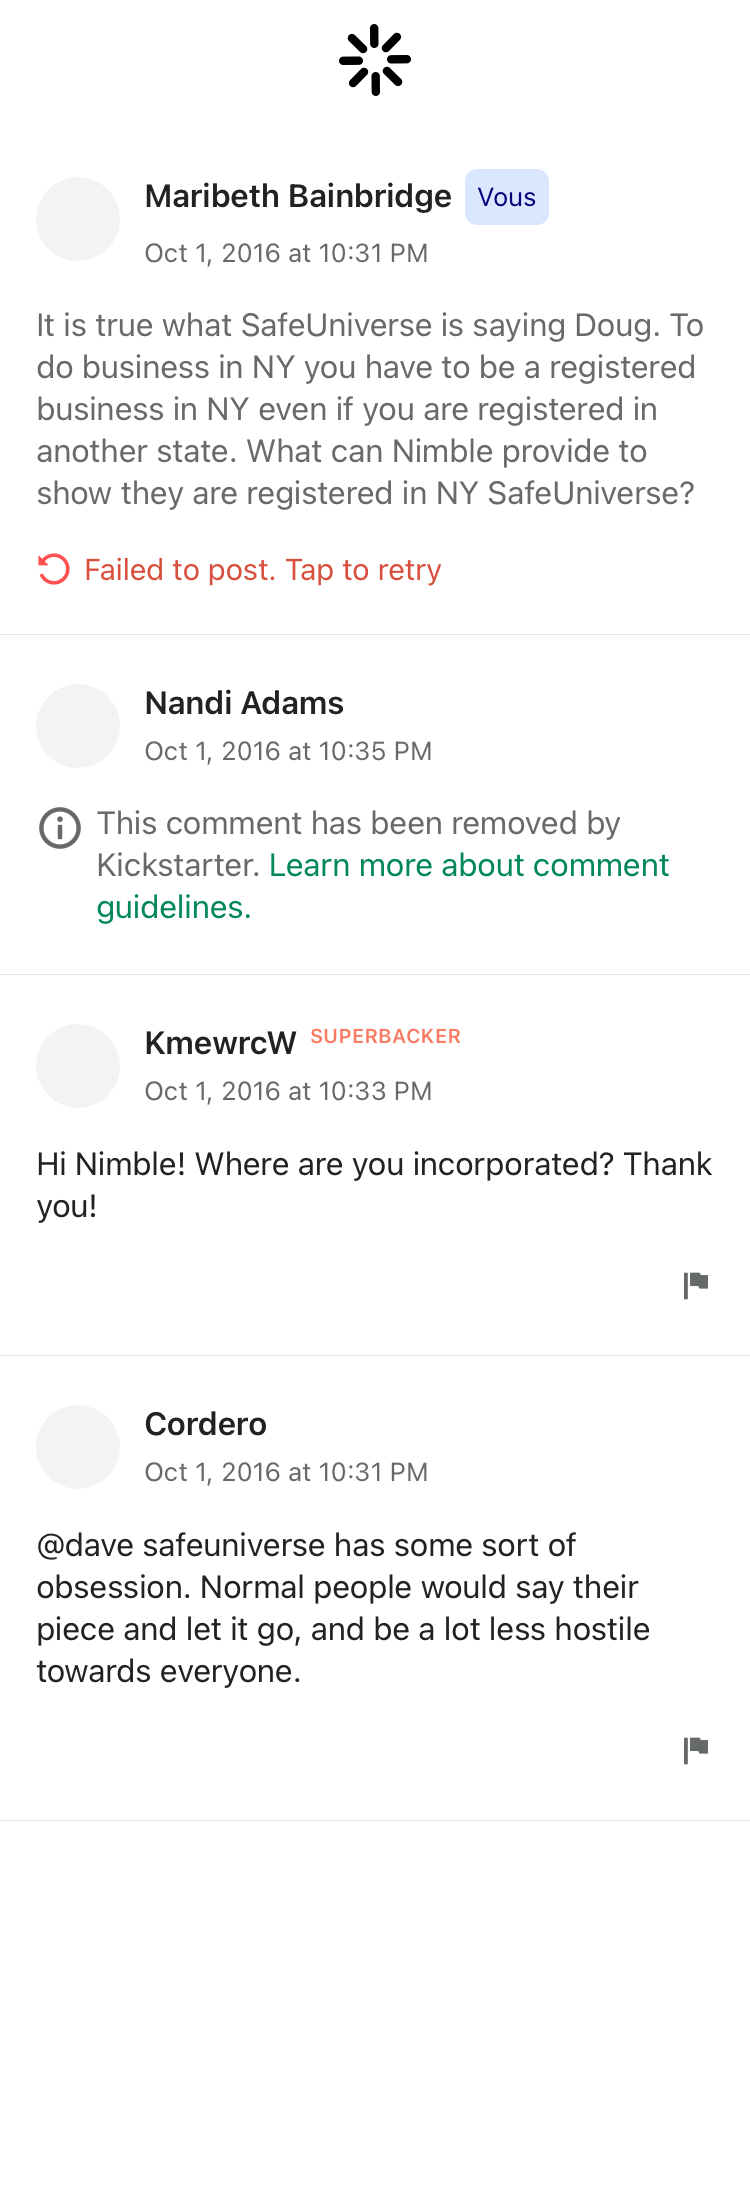 Maribeth Bainbridge Vous
Oct 1, 2016 at 10:31 PM
It is true what SafeUniverse is saying Doug. To
do business in NY you have to be a registered
business in NY even if you are registered in
another state. What can Nimble provide to
show they are registered in NY SafeUniverse?
Failed to post. Tap to retry
Nandi Adams
Oct 1, 2016 at 10:35 PM
This comment has been removed by
Kickstarter. Learn more about comment
guidelines.
KmewrcW SUPERBACKER
Oct 1, 2016 at 10:33 PM
Hi Nimble! Where are you incorporated? Thank
you!
Cordero
Oct 1, 2016 at 10:31 PM
@dave safeuniverse has some sort of
obsession. Normal people would say their
piece and let it go, and be a lot less hostile
towards everyone.